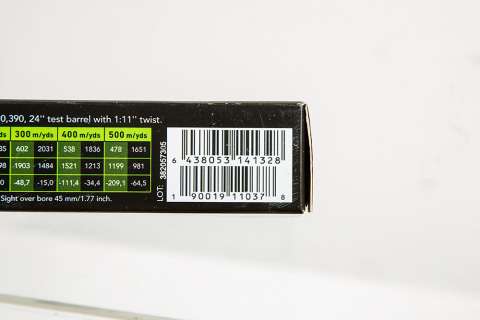 0,390, 24" test barrel with 1:11" twist.
ds 300 m/yds 400 m/yds 500 m/yds
85 602 2031 538 1836 478 1651
98 1903 1484 1521 1213 1199 981
,0 -48,7 -15,0 -111,4 -34,4 -209,1 -64,5
Sight over bore 45 mm/1.77 inch.
LOT: 382057305
6 438053 141328
1 90019 11037 8